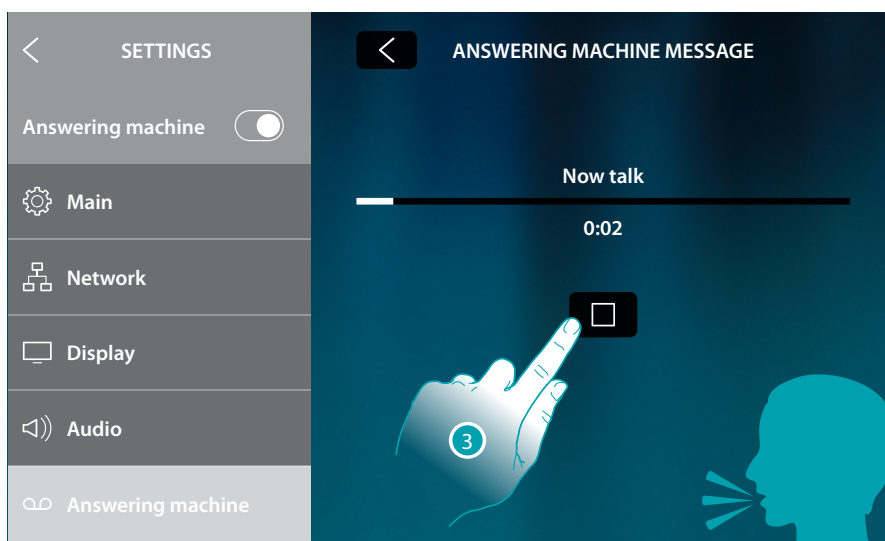 SETTINGS
Answering machine
Main
Network
Display
Audio
Answering machine
ANSWERING MACHINE MESSAGE
Now talk
0:02
3